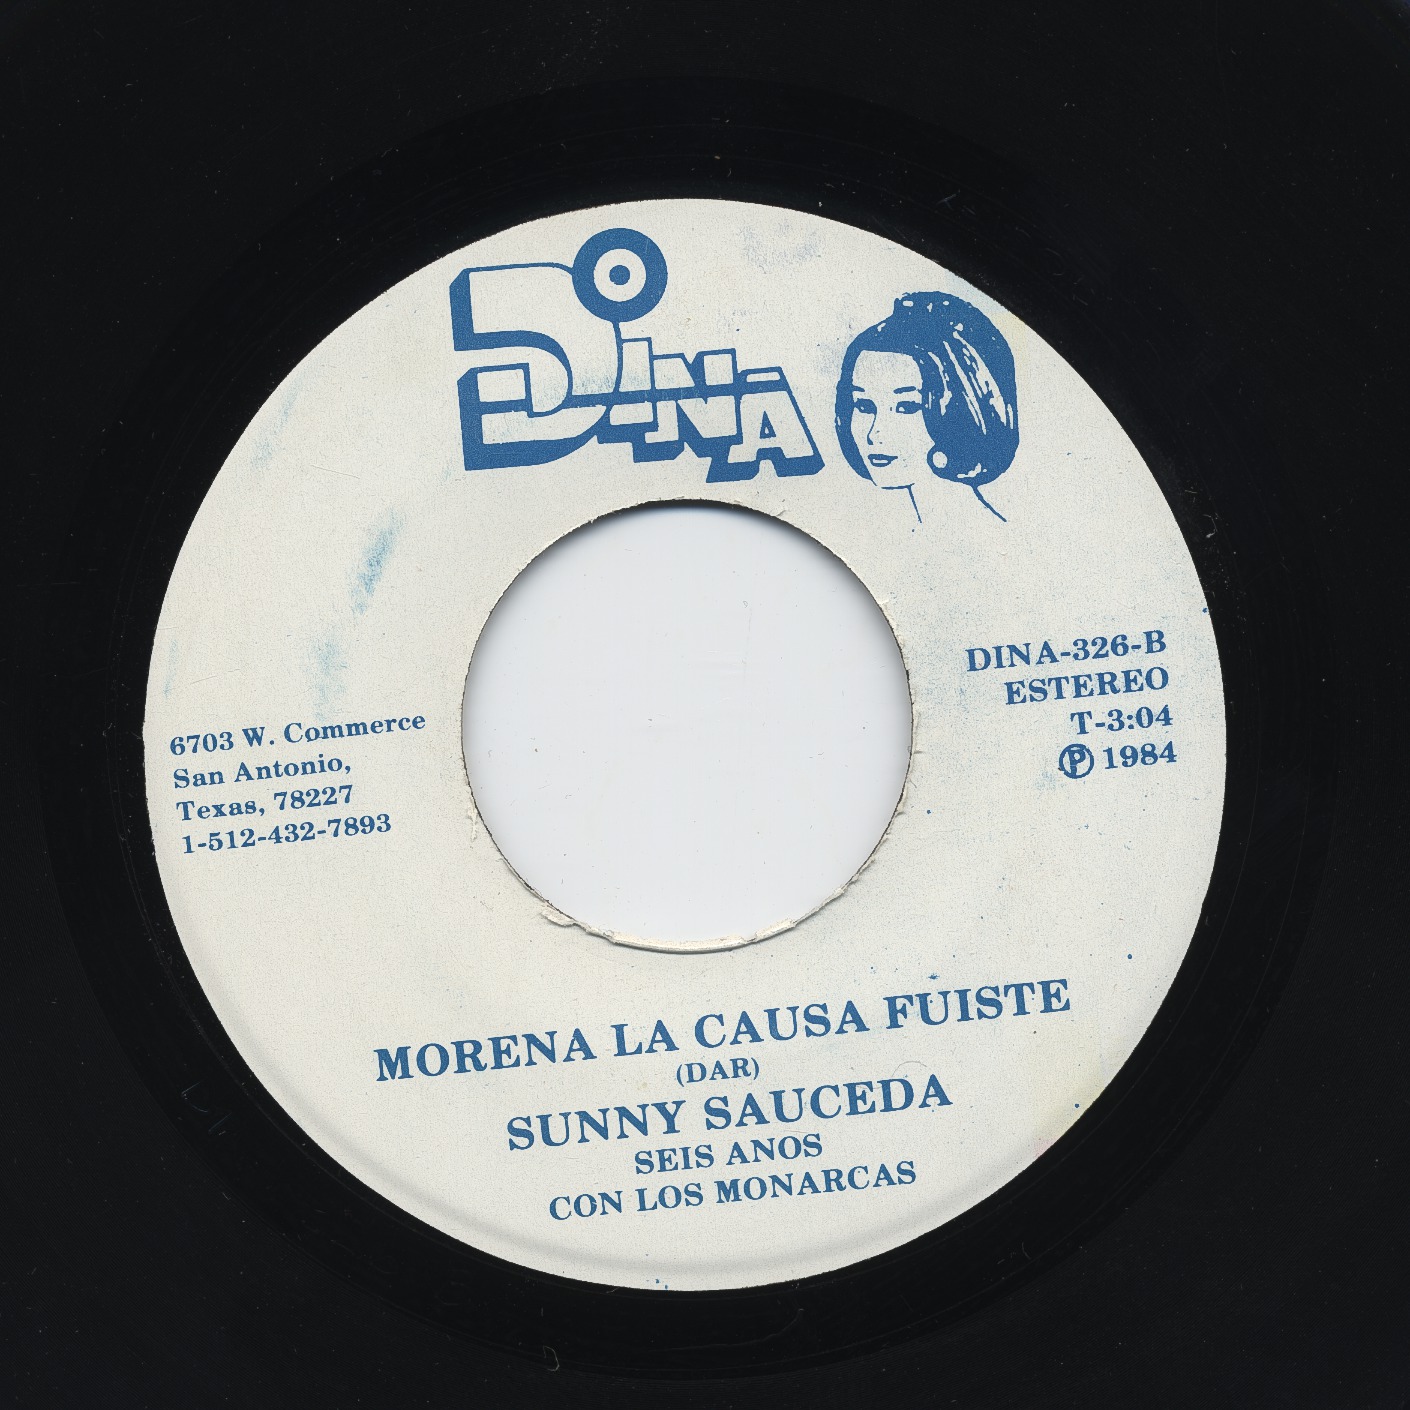 DINA
DINA-326-B
ESTEREO
T-3:04
Ⓟ 1984
6703 W. Commerce
San Antonio,
Texas, 78227
1-512-432-7893
MORENA LA CAUSA FUISTE
(DAR)
SUNNY SAUCEDA
SEIS ANOS
CON LOS MONARCAS